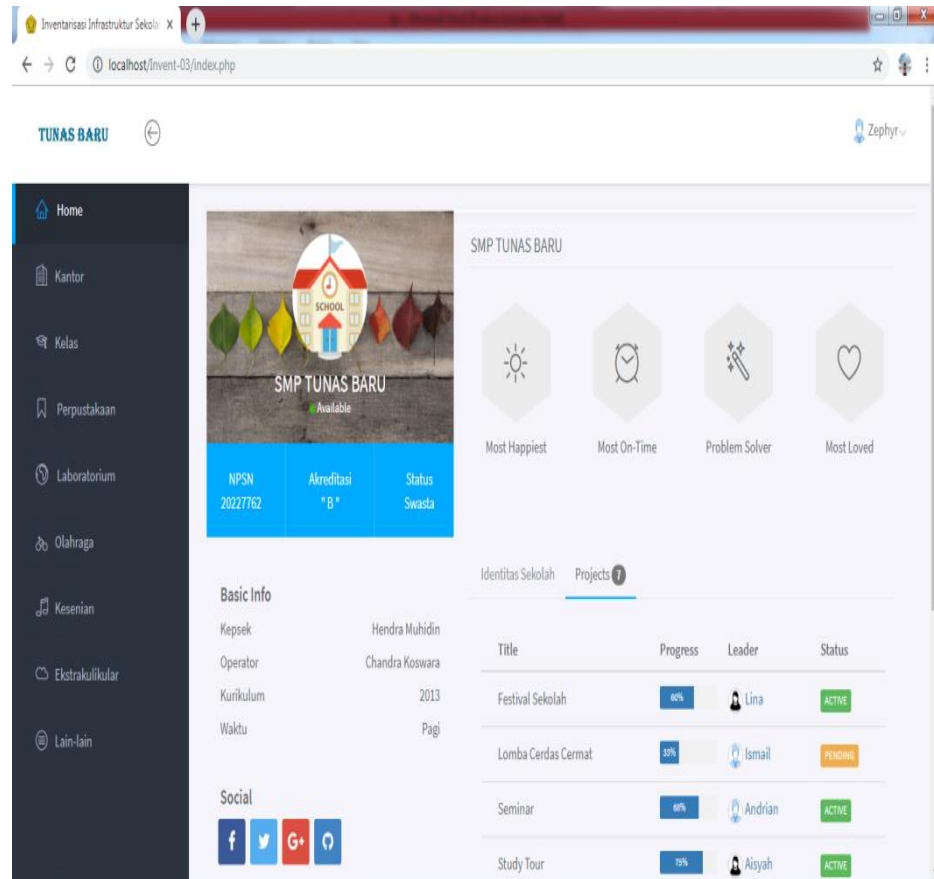 Inventarisasi Infrastruktur Sekola
localhost/Invent-03/index.php
TUNAS BARU
Zephyr
Home
Kantor
Kelas
Perpustakaan
Laboratorium
Olahraga
Kesenian
Ekstrakulikular
Lain-lain
SCHOOL
SMP TUNAS BARU
Available
NPSN Akreditasi Status
20227762 "B" Swasta
Basic Info
Kepsek Hendra Muhidin
Operator Chandra Koswara
Kurikulum 2013
Waktu Pagi
Social
f G+
SMP TUNAS BARU
Most Happiest Most On-Time Problem Solver Most Loved
Identitas Sekolah Projects 7
Title Progress Leader Status
Festival Sekolah 60% Lina ACTIVE
Lomba Cerdas Cermat 33% Ismail PENDING
Seminar 68% Andrian ACTIVE
Study Tour 75% Aisyah ACTIVE